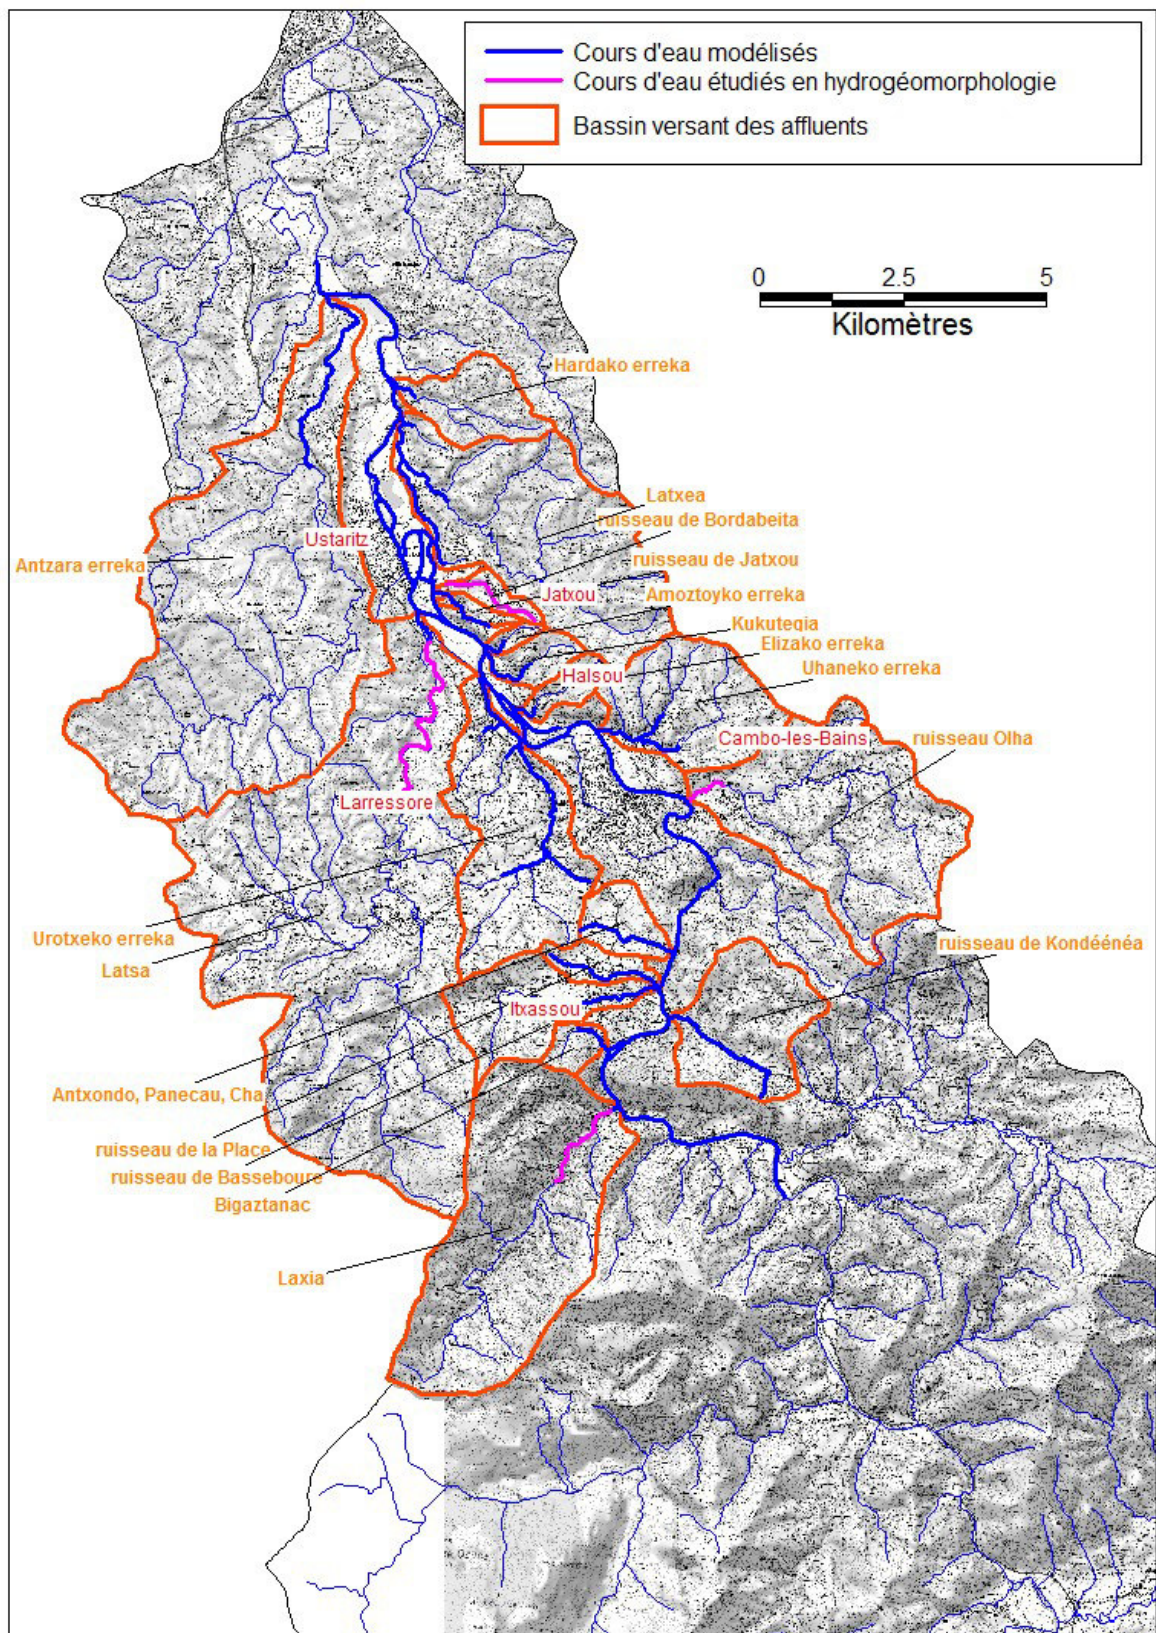 Cours d'eau modélisés
Cours d'eau étudiés en hydrogéomorphologie
Bassin versant des affluents
0 2.5 5
Kilomètres
Hardako erreka
Latxea
ruisseau de Bordabeita
Ustaritz
Antzara erreka
ruisseau de Jatxou
Jatxou
Amoztoyko erreka
Kukuteqia
Elizako erreka
Halsou
Uhaneko erreka
Cambo-les-Bains
ruisseau Olha
Larressore
Urotxeko erreka
ruisseau de Kondéénéa
Latsa
Itxassou
Antxondo, Panecau, Cha
ruisseau de la Place
ruisseau de Basseboure
Bigaztanac
Laxia